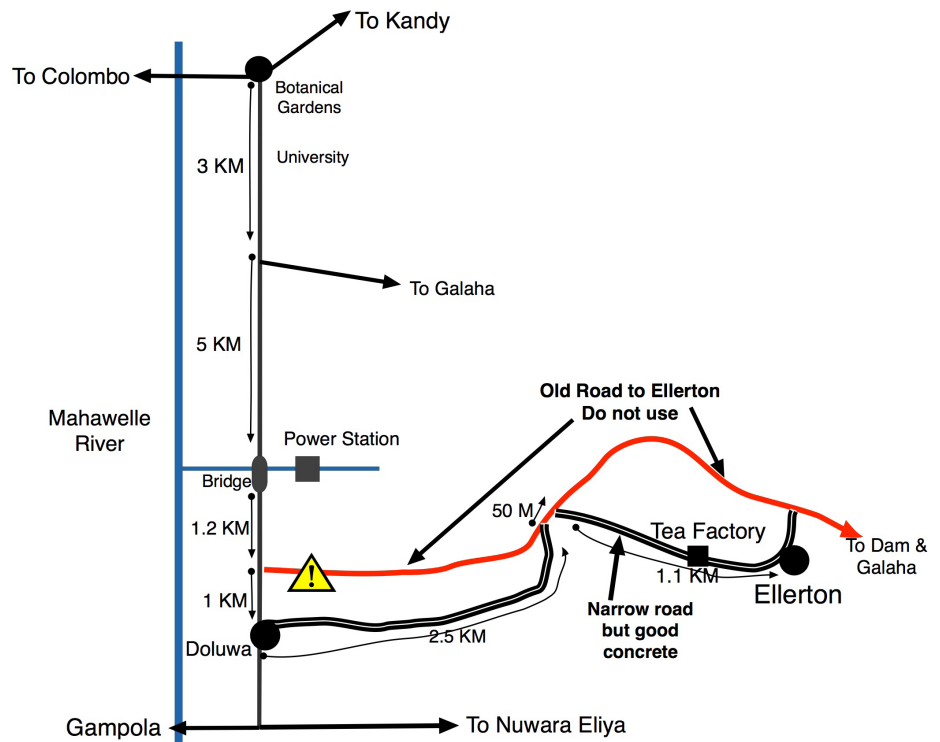 To Kandy
To Colombo
Botanical
Gardens
University
3 KM
To Galaha
5 KM
Old Road to Ellerton
Do not use
Mahawelle
River
Power Station
Bridge
50 M
1.2 KM
Tea Factory
To Dam &
Galaha
!
1.1 KM
1 KM
Ellerton
Narrow road
but good
concrete
2.5 KM
Doluwa
Gampola
To Nuwara Eliya